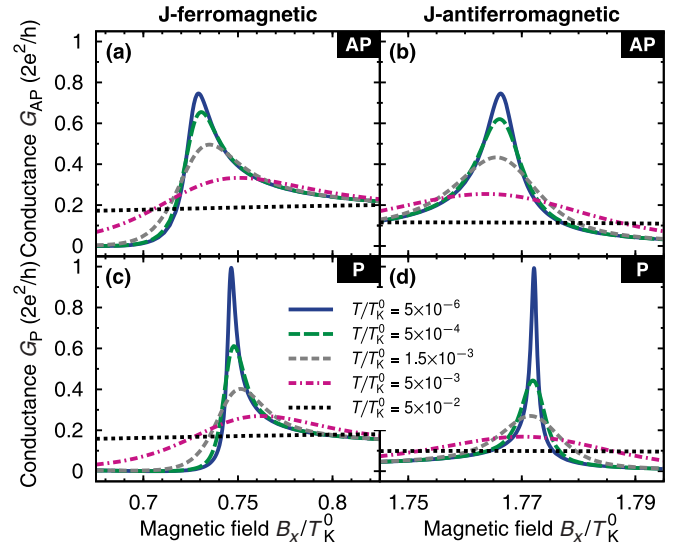 J-ferromagnetic J-antiferromagnetic
(a) AP (b) AP
Conductance G_AP (2e²/h)
1
0.8
0.6
0.4
0.2
0
(c) P (d) P
Conductance G_P (2e²/h)
1
0.8
0.6
0.4
0.2
0
T/T_K^0 = 5×10⁻⁶
T/T_K^0 = 5×10⁻⁴
T/T_K^0 = 1.5×10⁻³
T/T_K^0 = 5×10⁻³
T/T_K^0 = 5×10⁻²
0.7 0.75 0.8 1.75 1.77 1.79
Magnetic field B_x/T_K^0 Magnetic field B_x/T_K^0